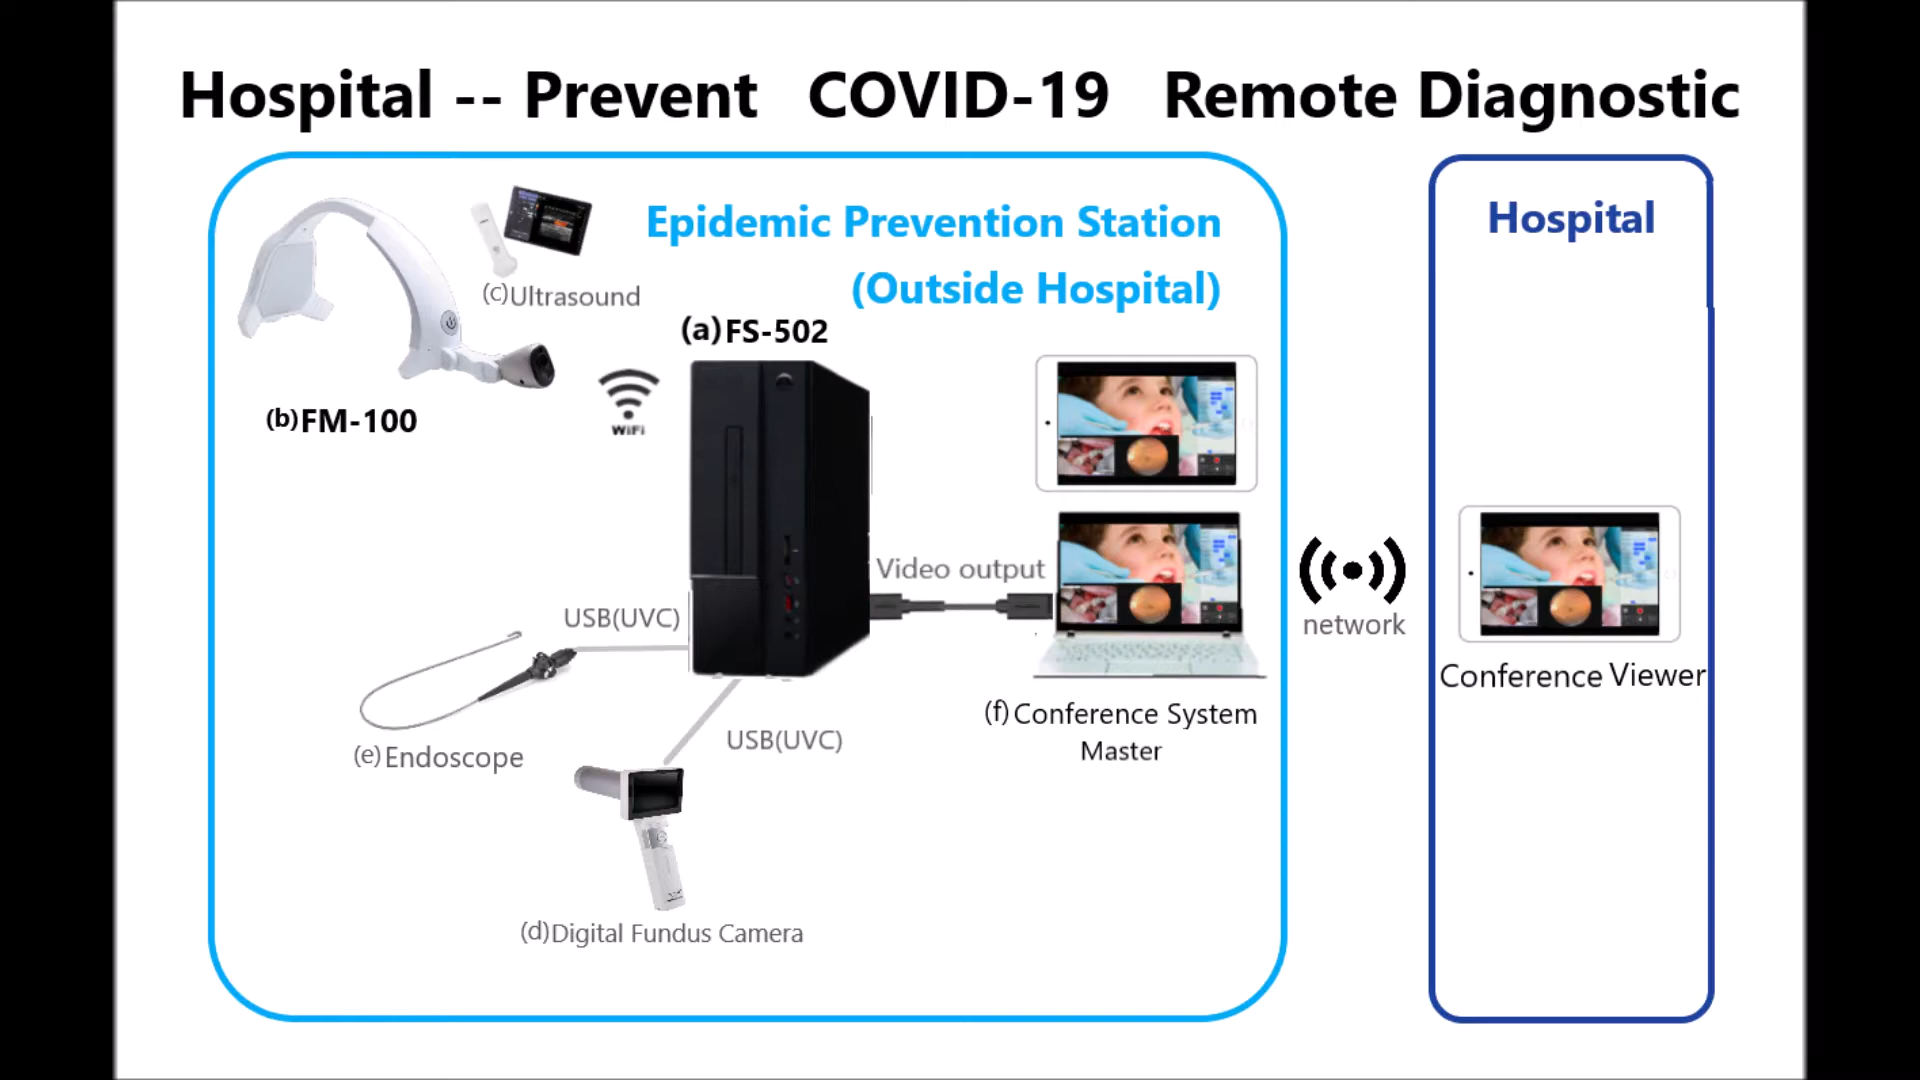 Hospital -- Prevent COVID-19 Remote Diagnostic
Epidemic Prevention Station
(Outside Hospital)
Hospital
(c)Ultrasound
(a)FS-502
(b)FM-100
WiFi
Video output
USB(UVC)
network
Conference Viewer
(f)Conference System
Master
USB(UVC)
(e)Endoscope
(d)Digital Fundus Camera